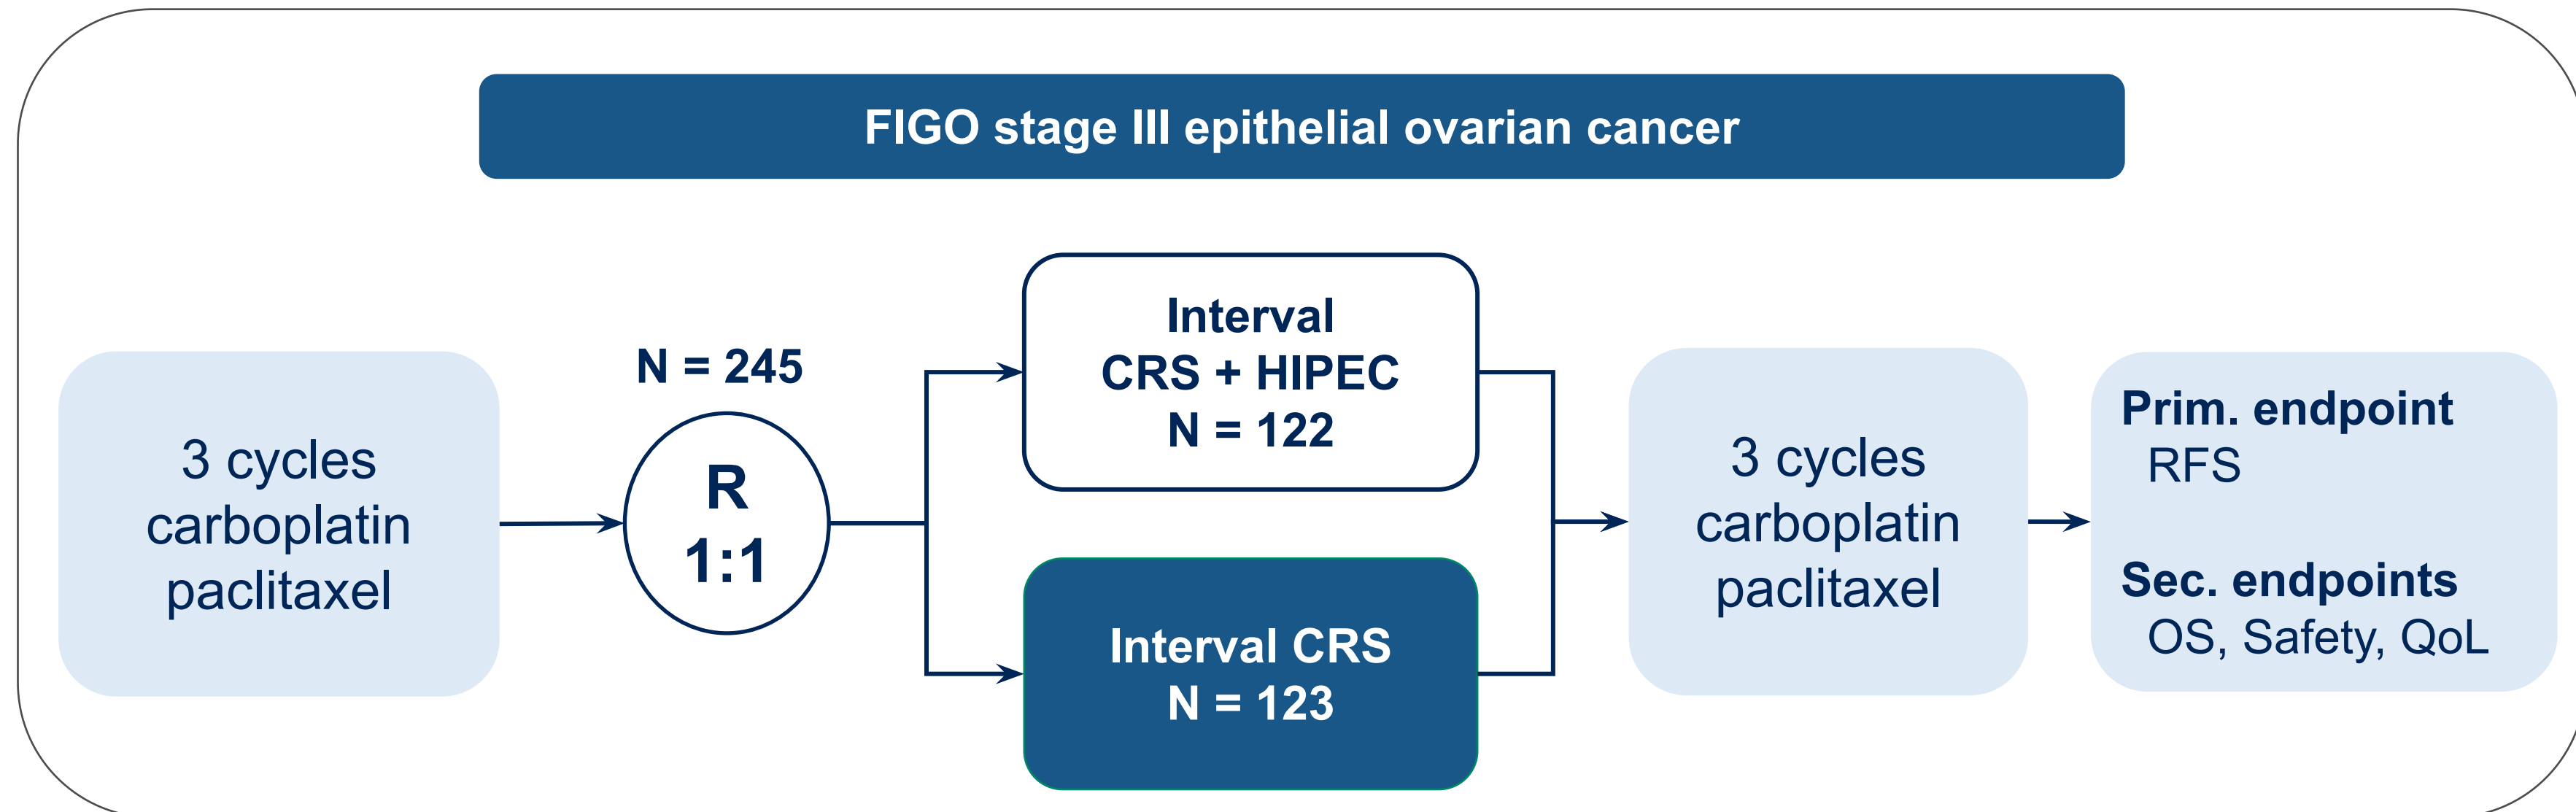 FIGO stage III epithelial ovarian cancer
3 cycles
carboplatin
paclitaxel
N = 245
R
1:1
Interval
CRS + HIPEC
N = 122
Interval CRS
N = 123
3 cycles
carboplatin
paclitaxel
Prim. endpoint
RFS
Sec. endpoints
OS, Safety, QoL